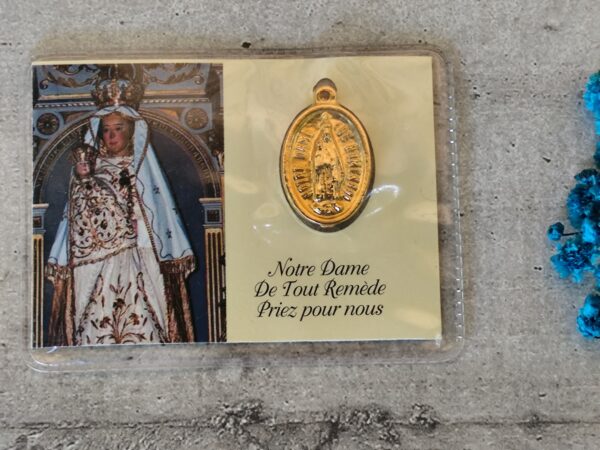 Notre Dame
De Tout Remède
Priez pour nous